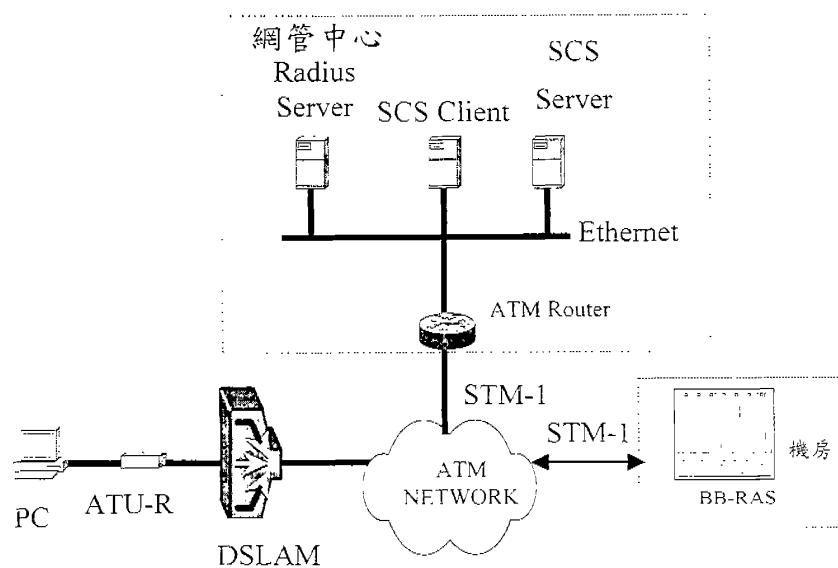 網管中心
Radius
Server
SCS Client
SCS
Server
Ethernet
ATM Router
STM-1
STM-1
機房
BB-RAS
ATM
NETWORK
PC
ATU-R
DSLAM